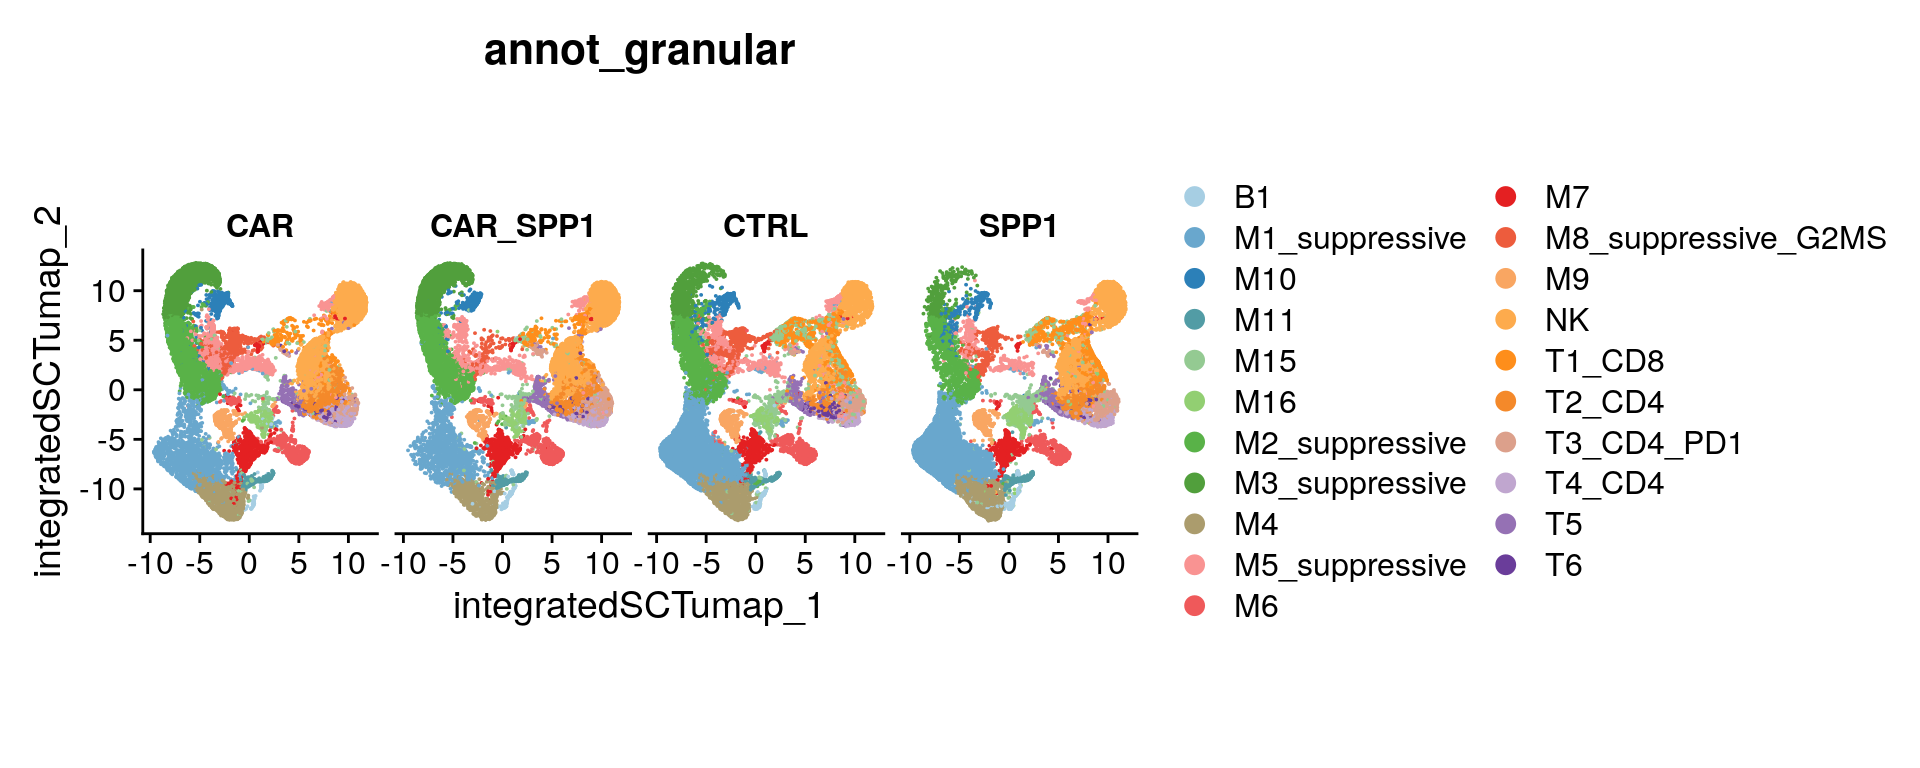 annot_granular
CAR CAR_SPP1 CTRL SPP1
integratedSCTumap_2
10
5
0
-5
-10
-10 -5 0 5 10 -10 -5 0 5 10 -10 -5 0 5 10 -10 -5 0 5 10
integratedSCTumap_1
B1
M1_suppressive
M10
M11
M15
M16
M2_suppressive
M3_suppressive
M4
M5_suppressive
M6
M7
M8_suppressive_G2MS
M9
NK
T1_CD8
T2_CD4
T3_CD4_PD1
T4_CD4
T5
T6